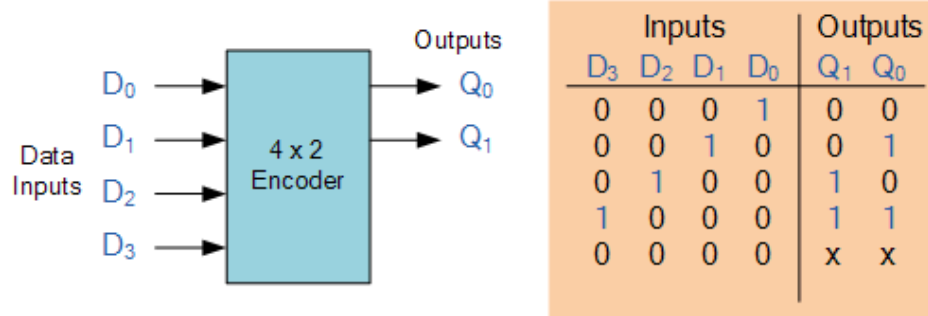 Outputs
D0
D1
D2
D3
Data
Inputs
4 x 2
Encoder
Q0
Q1
Inputs Outputs
D3 D2 D1 D0 Q1 Q0
0 0 0 1 0 0
0 0 1 0 0 1
0 1 0 0 1 0
1 0 0 0 1 1
0 0 0 0 x x